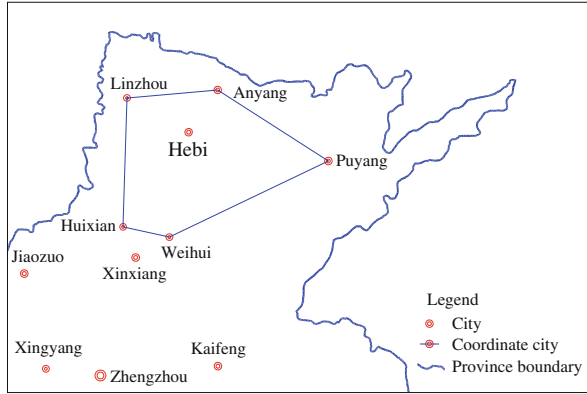 Linzhou
Anyang
Hebi
Puyang
Huixian
Weihui
Jiaozuo
Xinxiang
Legend
City
Coordinate city
Province boundary
Xingyang
Kaifeng
Zhengzhou